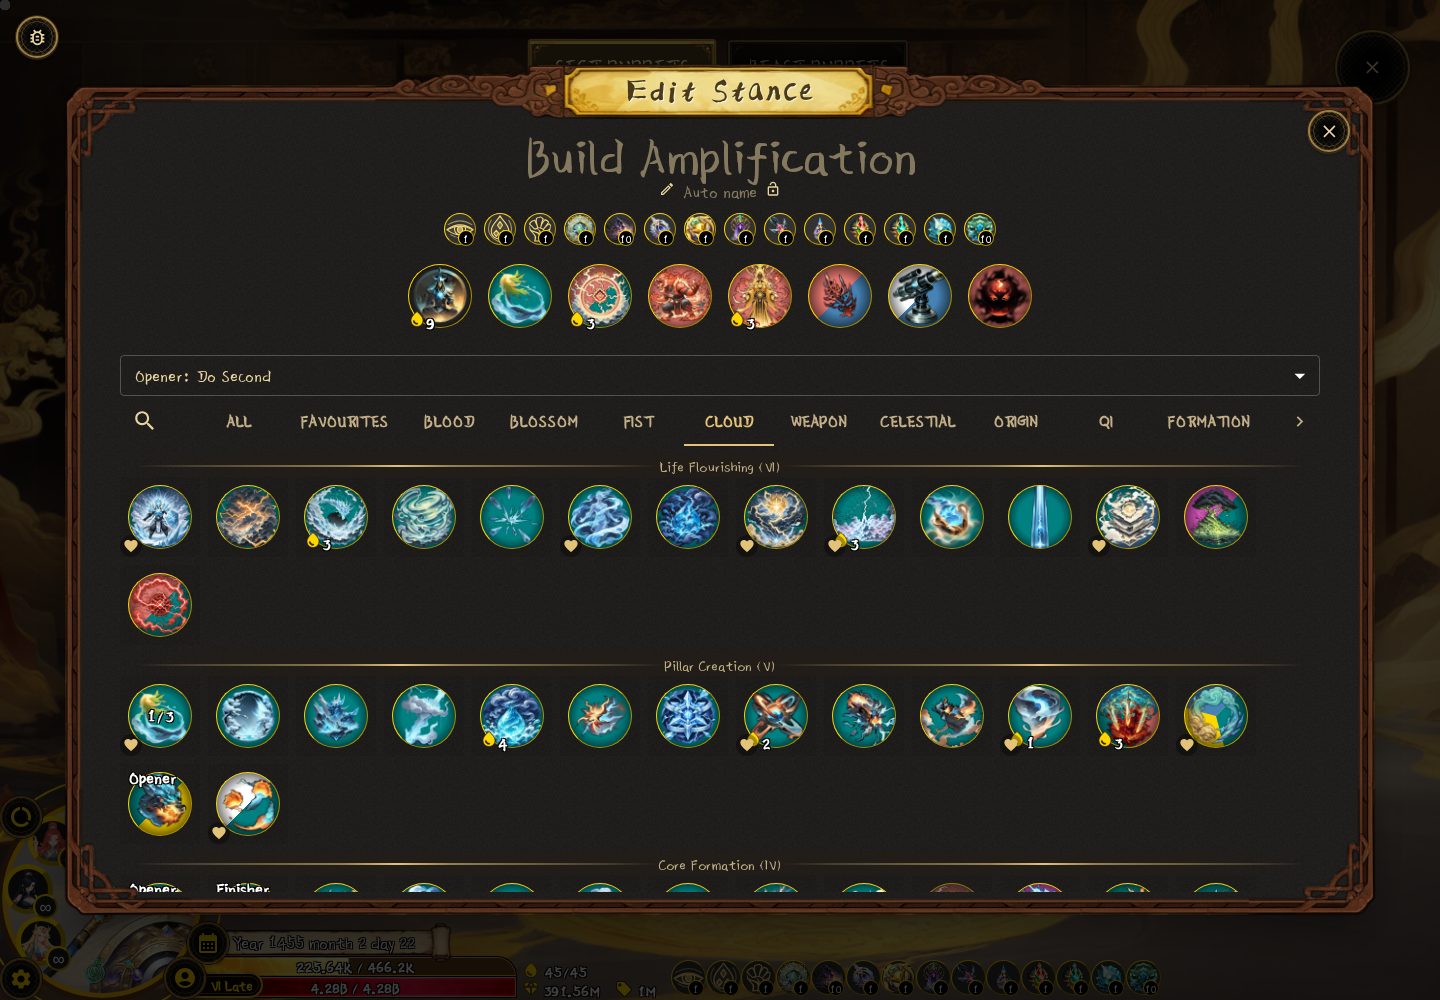 Edit Stance
Build Amplification
Auto name
9
3
3
Opener: Do Second
ALL FAVOURITES BLOOD BLOSSOM FIST CLOUD WEAPON CELESTIAL ORIGIN QI FORMATION
Life Flourishing (VI)
3
3
Pillar Creation (V)
1/3
4
2
1
3
Opener
Core Formation (IV)
Opener Finisher
Year 1455 month 2 day 22
225.64K / 466.2K
VI Late
4.28B / 4.28B
45/45
391.56M
1M